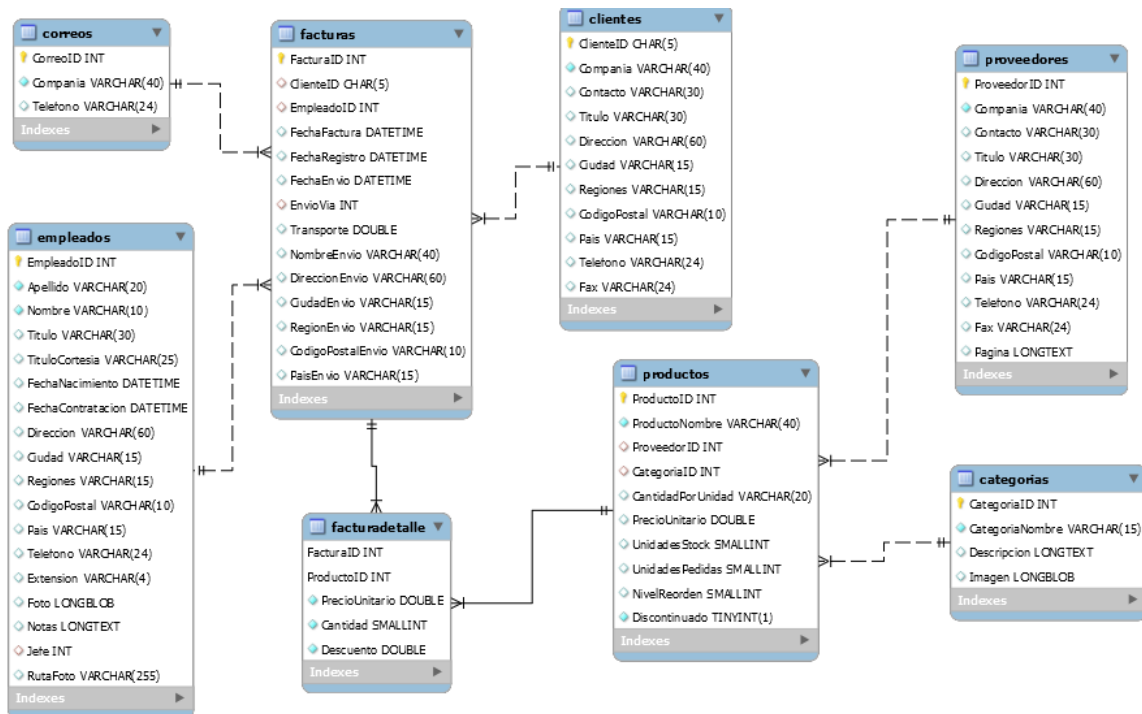 correos
CorreoID INT
Compania VARCHAR(40)
Telefono VARCHAR(24)
Indexes
facturas
FacturaID INT
ClienteID CHAR(5)
EmpleadoID INT
FechaFactura DATETIME
FechaRegistro DATETIME
FechaEnvio DATETIME
EnvioVia INT
Transporte DOUBLE
NombreEnvio VARCHAR(40)
DireccionEnvio VARCHAR(60)
CiudadEnvio VARCHAR(15)
RegionEnvio VARCHAR(15)
CodigoPostalEnvio VARCHAR(10)
PaisEnvio VARCHAR(15)
Indexes
clientes
ClienteID CHAR(5)
Compania VARCHAR(40)
Contacto VARCHAR(30)
Titulo VARCHAR(30)
Direccion VARCHAR(60)
Ciudad VARCHAR(15)
Regiones VARCHAR(15)
CodigoPostal VARCHAR(10)
Pais VARCHAR(15)
Telefono VARCHAR(24)
Fax VARCHAR(24)
Indexes
proveedores
ProveedorID INT
Compania VARCHAR(40)
Contacto VARCHAR(30)
Titulo VARCHAR(30)
Direccion VARCHAR(60)
Ciudad VARCHAR(15)
Regiones VARCHAR(15)
CodigoPostal VARCHAR(10)
Pais VARCHAR(15)
Telefono VARCHAR(24)
Fax VARCHAR(24)
Pagina LONGTEXT
Indexes
empleados
EmpleadoID INT
Apellido VARCHAR(20)
Nombre VARCHAR(10)
Titulo VARCHAR(30)
TituloCortesia VARCHAR(25)
FechaNacimiento DATETIME
FechaContratacion DATETIME
Direccion VARCHAR(60)
Ciudad VARCHAR(15)
Regiones VARCHAR(15)
CodigoPostal VARCHAR(10)
Pais VARCHAR(15)
Telefono VARCHAR(24)
Extension VARCHAR(4)
Foto LONGBLOB
Notas LONGTEXT
Jefe INT
RutaFoto VARCHAR(255)
Indexes
facturadetalle
FacturaID INT
ProductoID INT
PrecioUnitario DOUBLE
Cantidad SMALLINT
Descuento DOUBLE
Indexes
productos
ProductoID INT
ProductoNombre VARCHAR(40)
ProveedorID INT
CategoriaID INT
CantidadPorUnidad VARCHAR(20)
PrecioUnitario DOUBLE
UnidadesStock SMALLINT
UnidadesPedidas SMALLINT
NivelReorden SMALLINT
Discontinuado TINYINT(1)
Indexes
categorias
CategoriaID INT
CategoriaNombre VARCHAR(15)
Descripcion LONGTEXT
Imagen LONGBLOB
Indexes